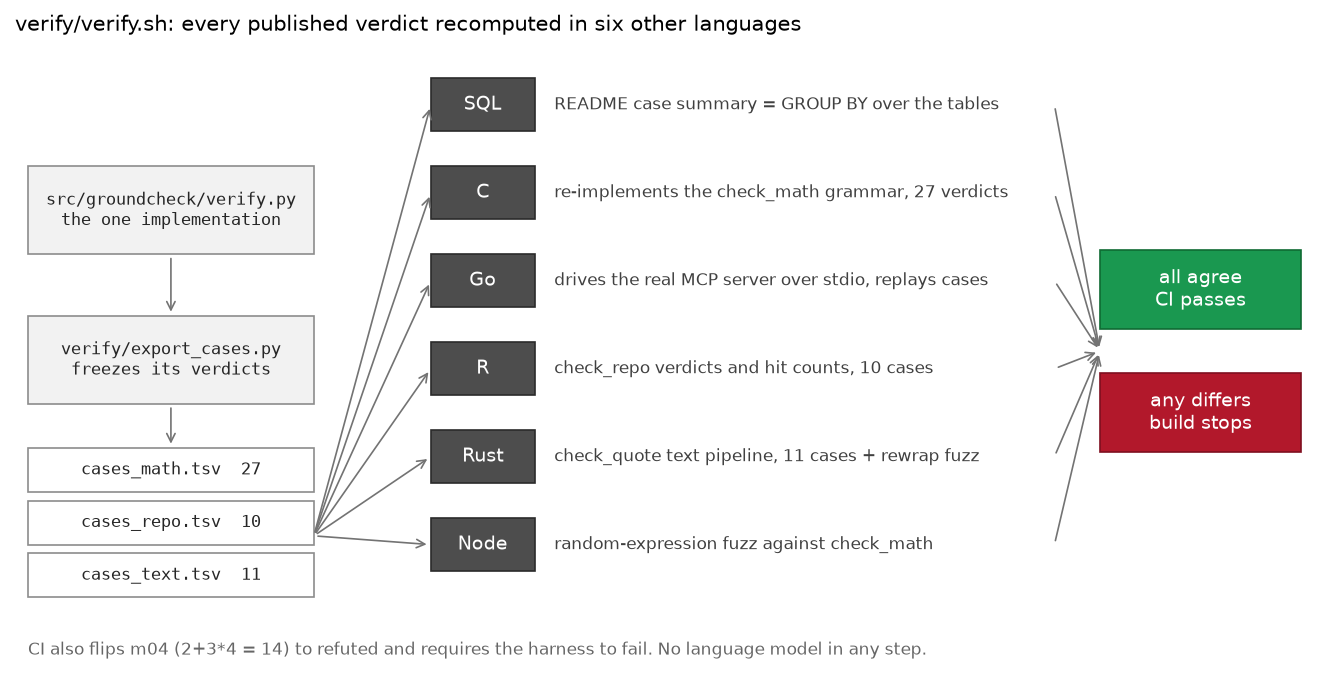 verify/verify.sh: every published verdict recomputed in six other languages
src/groundcheck/verify.py
the one implementation
verify/export_cases.py
freezes its verdicts
cases_math.tsv  27
cases_repo.tsv  10
cases_text.tsv  11
SQL
README case summary = GROUP BY over the tables
C
re-implements the check_math grammar, 27 verdicts
Go
drives the real MCP server over stdio, replays cases
R
check_repo verdicts and hit counts, 10 cases
Rust
check_quote text pipeline, 11 cases + rewrap fuzz
Node
random-expression fuzz against check_math
all agree
CI passes
any differs
build stops
CI also flips m04 (2+3*4 = 14) to refuted and requires the harness to fail. No language model in any step.